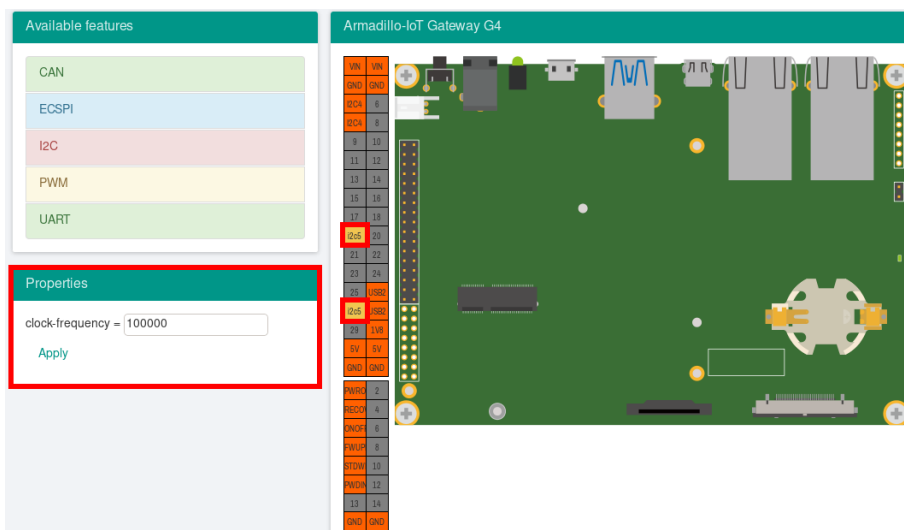 Available features
CAN
ECSPI
I2C
PWM
UART
Properties
clock-frequency = 100000
Apply
Armadillo-IoT Gateway G4
VIN VIN
GND GND
I2C4 6
I2C4 8
9 10
11 12
13 14
15 16
17 18
i2c5 20
21 22
23 24
25 USB2
i2c5 USB2
29 1V8
5V 5V
GND GND
PWRO 2
RECOV 4
ONOFF 6
FWUP 8
STDW 10
PWDIN 12
13 14
GND GND